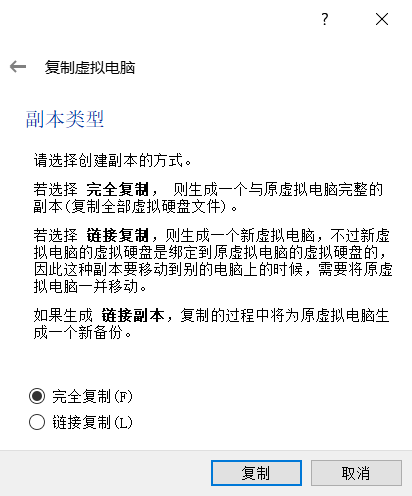 ?
复制虚拟电脑
副本类型
请选择创建副本的方式。
若选择 完全复制， 则生成一个与原虚拟电脑完整的
副本(复制全部虚拟硬盘文件)。
若选择 链接复制，则生成一个新虚拟电脑，不过新虚
拟电脑的虚拟硬盘是绑定到原虚拟电脑的虚拟硬盘的，
因此这种副本要移动到别的电脑上的时候，需要将原虚
拟电脑一并移动。
如果生成 链接副本，复制的过程中将为原虚拟电脑生
成一个新备份。
完全复制(F)
链接复制(L)
复制
取消